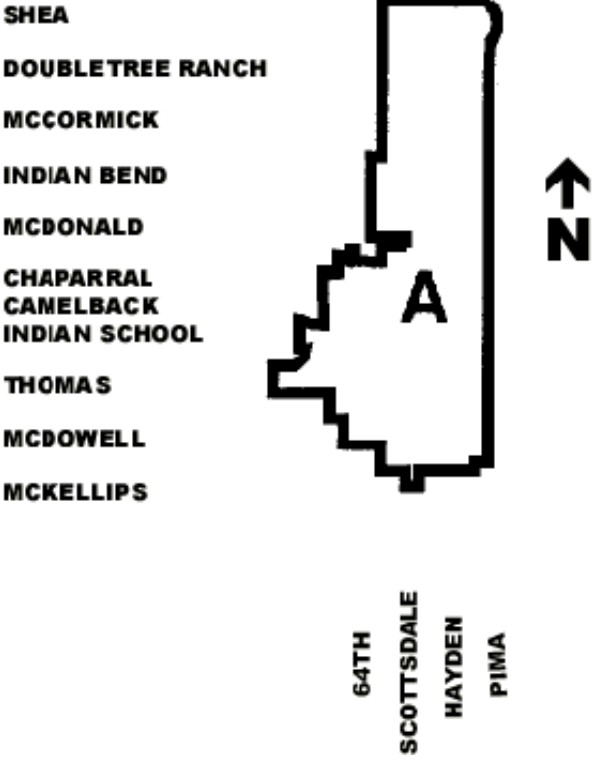 SHEA
DOUBLETREE RANCH
MCCORMICK
INDIAN BEND
MCDONALD
CHAPARRAL
CAMELBACK
INDIAN SCHOOL
THOMAS
MCDOWELL
MCKELLIPS
A
N
64TH
SCOTTSDALE
HAYDEN
PIMA